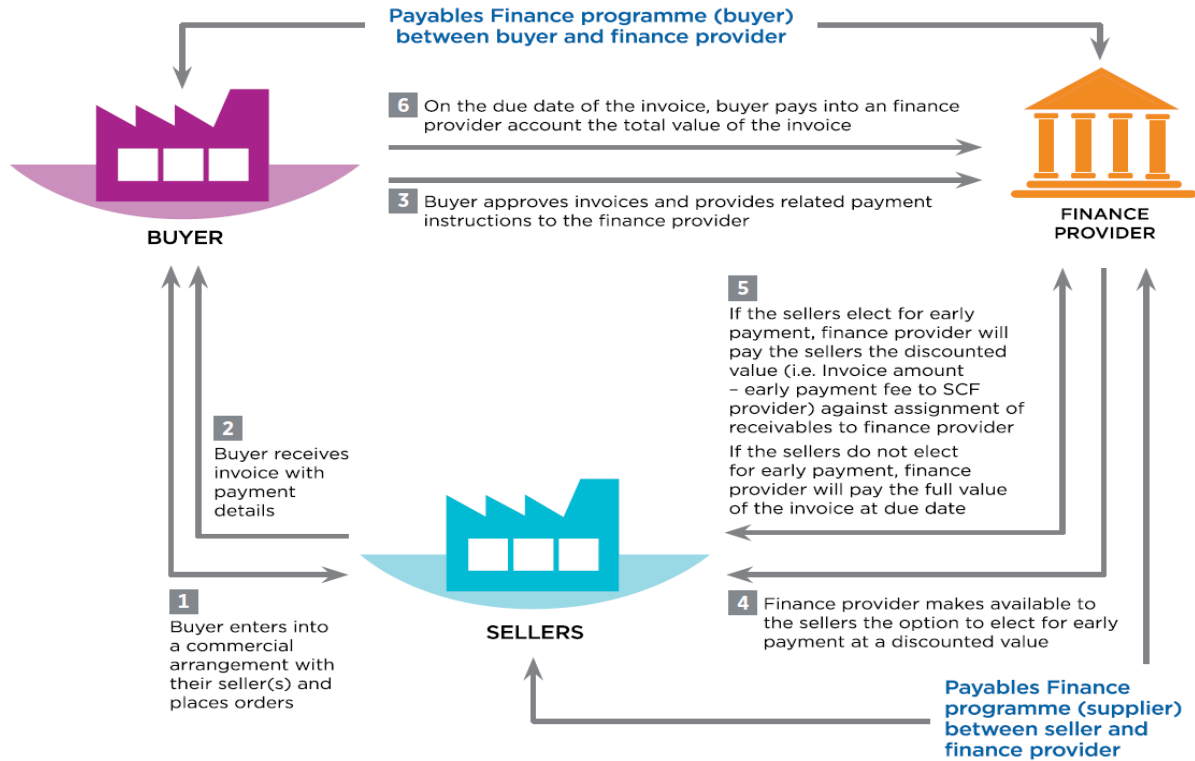 Payables Finance programme (buyer)
between buyer and finance provider
6 On the due date of the invoice, buyer pays into an finance
provider account the total value of the invoice
3 Buyer approves invoices and provides related payment
instructions to the finance provider
BUYER
FINANCE
PROVIDER
5
If the sellers elect for early
payment, finance provider will
pay the sellers the discounted
value (i.e. Invoice amount
– early payment fee to SCF
provider) against assignment of
receivables to finance provider
If the sellers do not elect
for early payment, finance
provider will pay the full value
of the invoice at due date
2
Buyer receives
invoice with
payment
details
1
Buyer enters into
a commercial
arrangement with
their seller(s) and
places orders
SELLERS
4 Finance provider makes available to
the sellers the option to elect for early
payment at a discounted value
Payables Finance
programme (supplier)
between seller and
finance provider